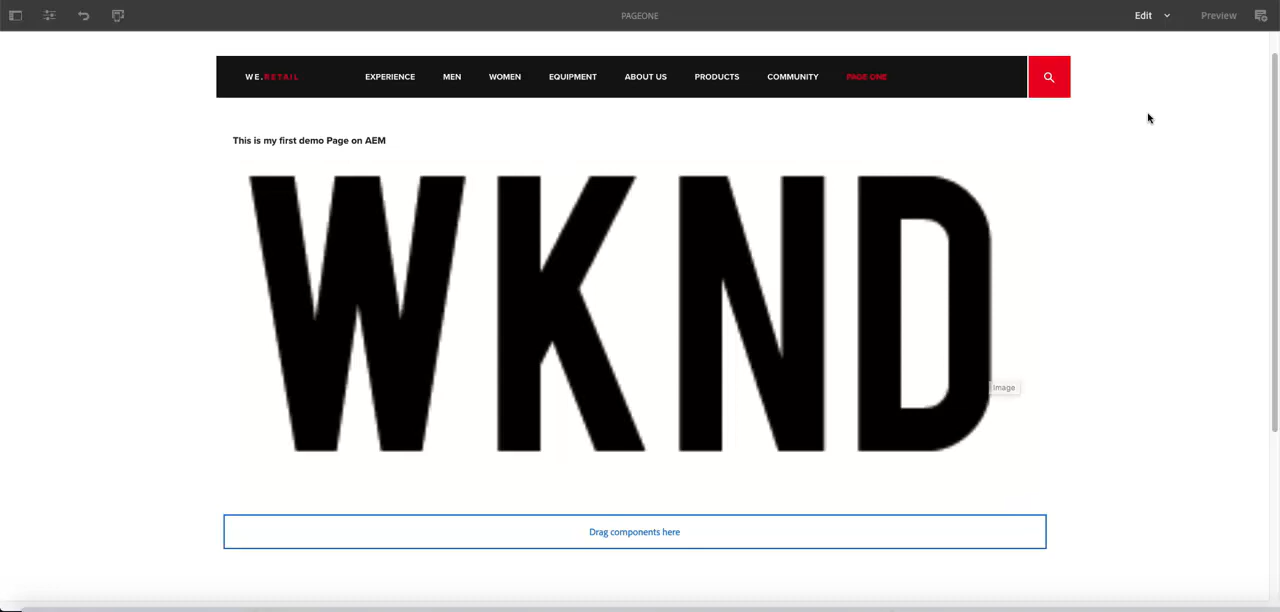 PAGEONE
Edit
Preview
WE.RETAIL
EXPERIENCE
MEN
WOMEN
EQUIPMENT
ABOUT US
PRODUCTS
COMMUNITY
PAGE ONE
This is my first demo Page on AEM
WKND
Image
Drag components here